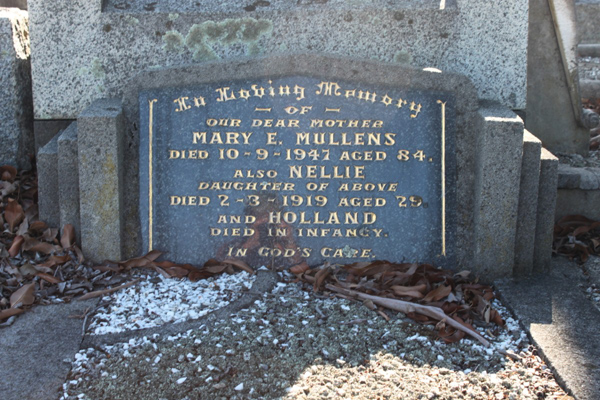 In Loving Memory
- OF -
OUR DEAR MOTHER
MARY E. MULLENS
DIED 10-9-1947 AGED 84.
ALSO NELLIE
DAUGHTER OF ABOVE
DIED 2-3-1919 AGED 29.
AND HOLLAND
DIED IN INFANCY.
IN GOD'S CARE.